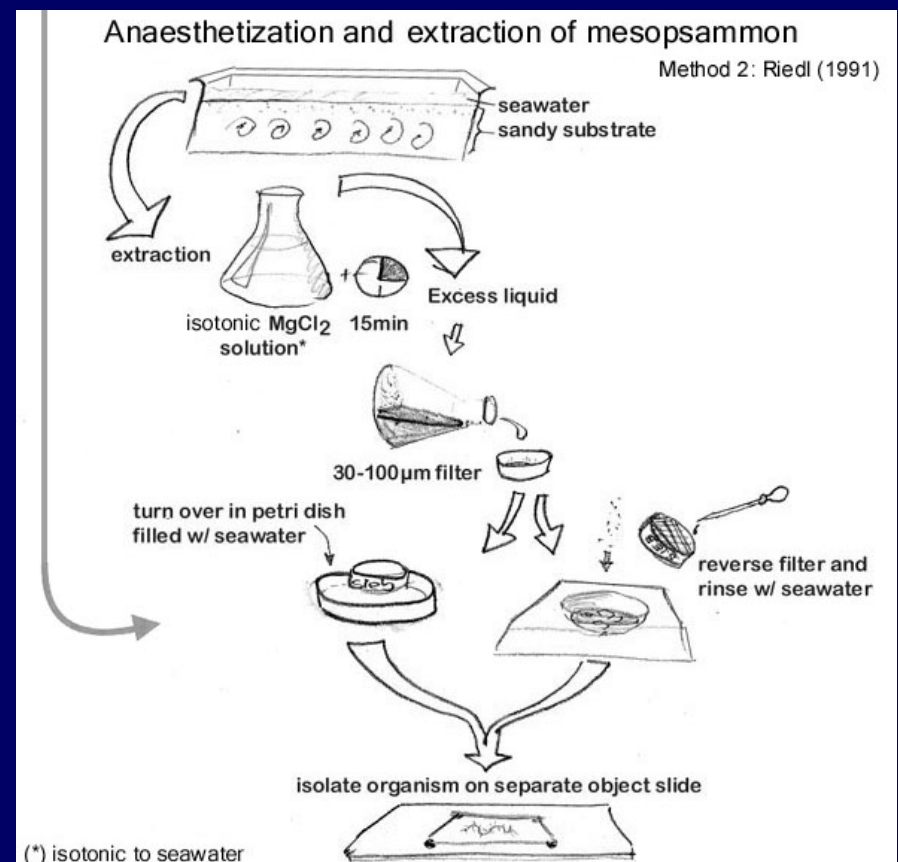 Anaesthetization and extraction of mesopsammon
Method 2: Riedl (1991)
seawater
sandy substrate
extraction
isotonic MgCl2
solution*
15min
Excess liquid
30-100µm filter
turn over in petri dish
filled w/ seawater
reverse filter and
rinse w/ seawater
isolate organism on separate object slide
(*) isotonic to seawater